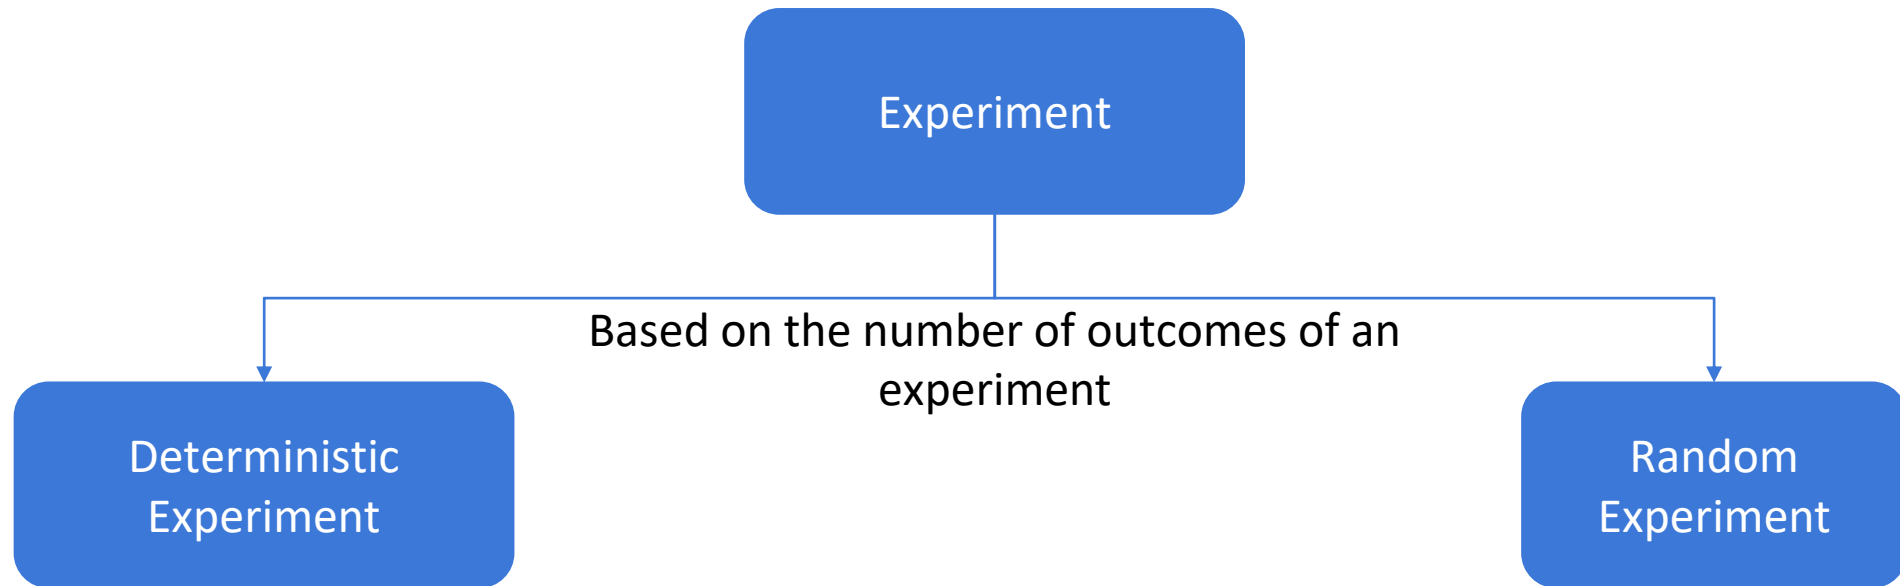 Experiment
Based on the number of outcomes of an
experiment
Deterministic
Experiment
Random
Experiment